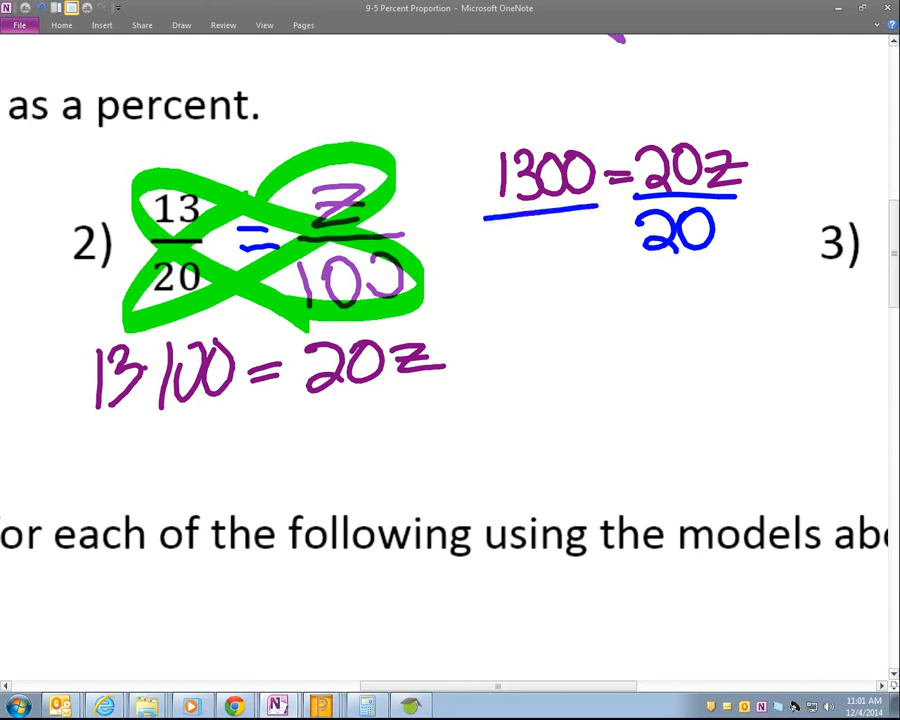 9-5 Percent Proportion - Microsoft OneNote
File Home Insert Share Draw Review View Pages
as a percent.
2) 13/20 = z/100
1300 = 20z
20
3)
13·100 = 20z
for each of the following using the models abo
11:01 AM
12/4/2014